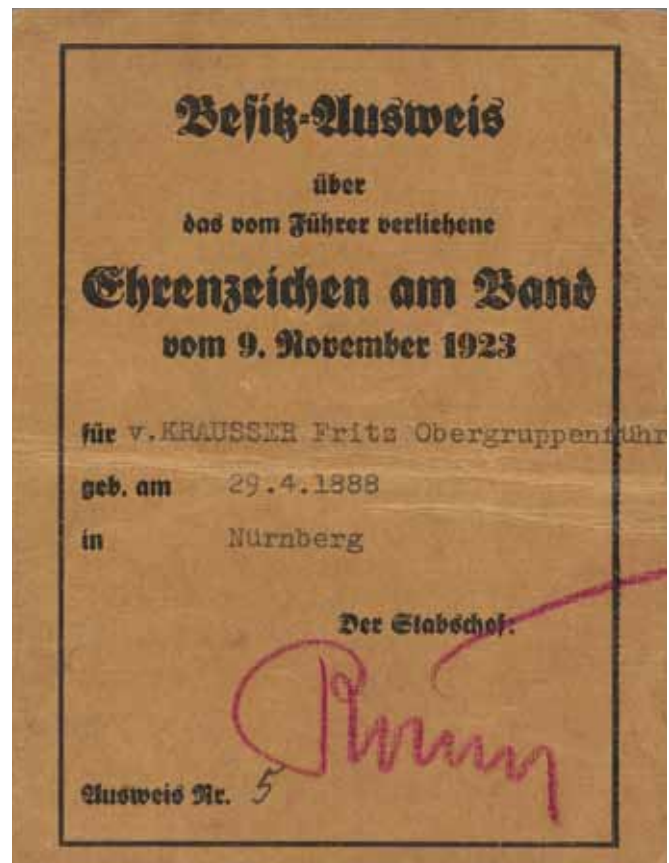 Besitz-Ausweis
über
das vom Führer verliehene
Ehrenzeichen am Band
vom 9. November 1923
für v.KRAUSSER Fritz Obergruppenführ
geb. am 29.4.1888
in Nürnberg
Der Stabschef:
Ausweis Nr. 5